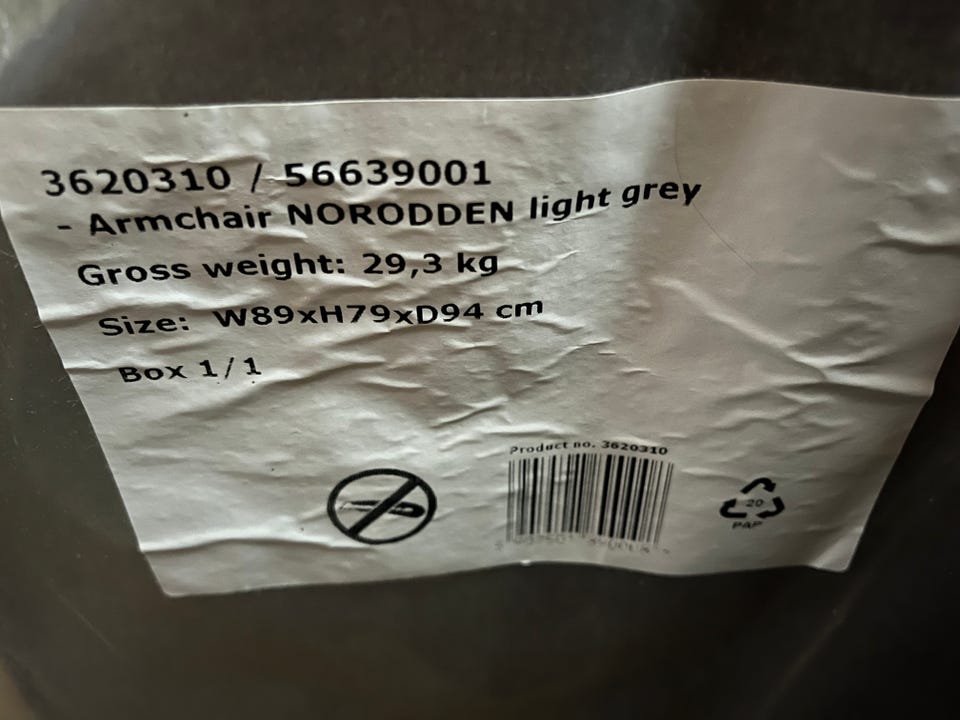 3620310 / 56639001
- Armchair NORODDEN light grey
Gross weight: 29,3 kg
Size: W89xH79xD94 cm
Box 1/1
Product no. 3620310
20
PAP